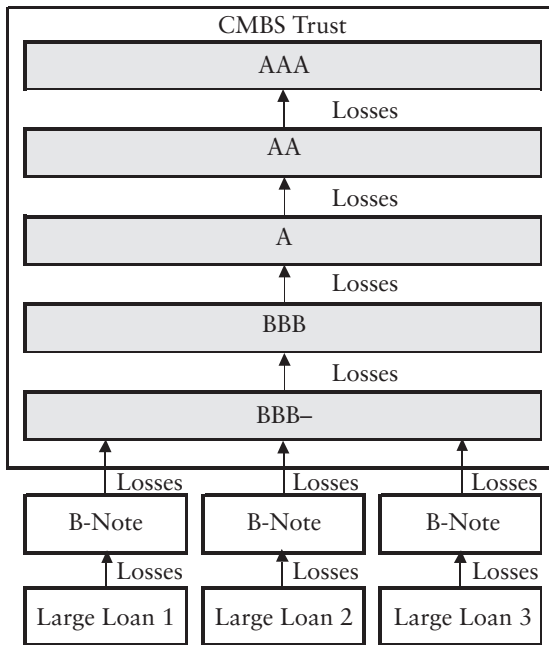 CMBS Trust
AAA
Losses
AA
Losses
A
Losses
BBB
Losses
BBB–
Losses Losses Losses
B-Note B-Note B-Note
Losses Losses Losses
Large Loan 1 Large Loan 2 Large Loan 3